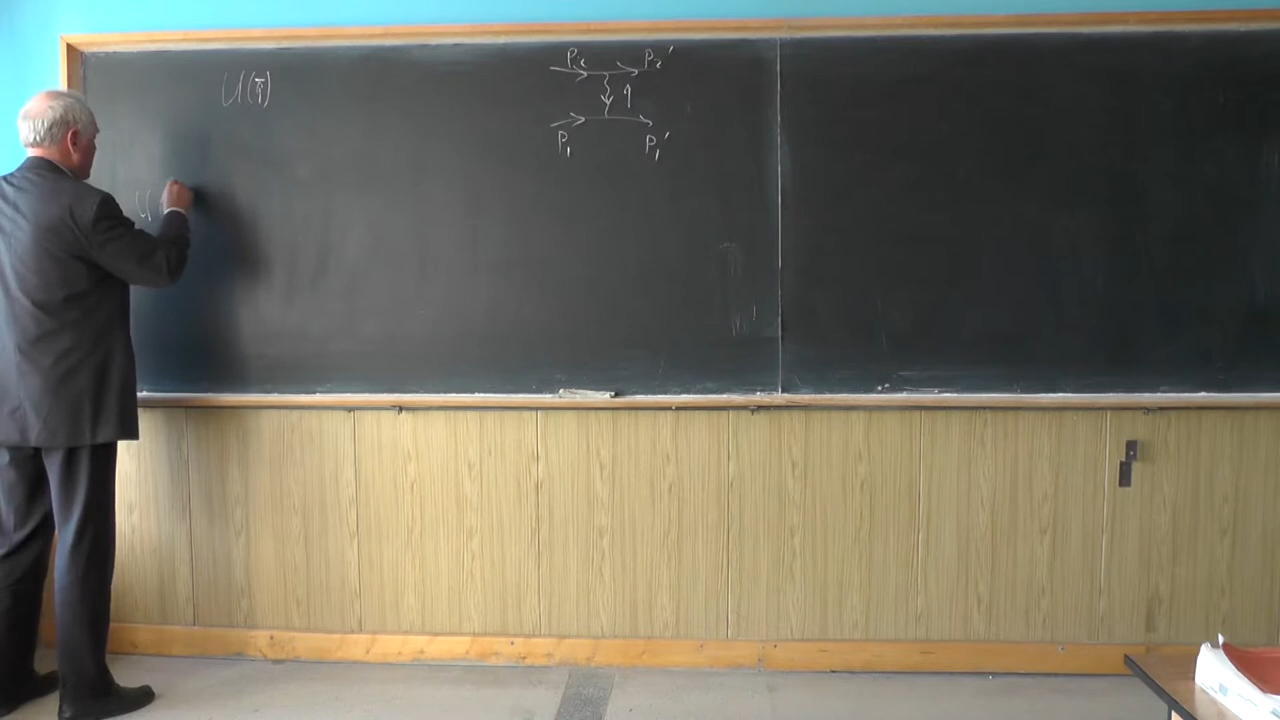 P₂ P₂'
U(q̄)
q
P₁ P₁'
U